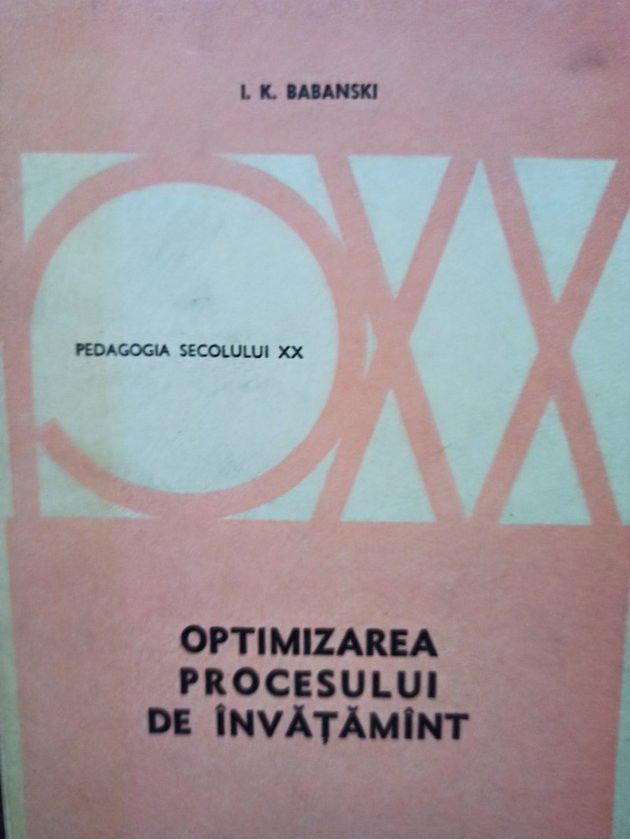 I. K. BABANSKI
PEDAGOGIA SECOLULUI XX
OPTIMIZAREA
PROCESULUI
DE ÎNVĂȚĂMÎNT